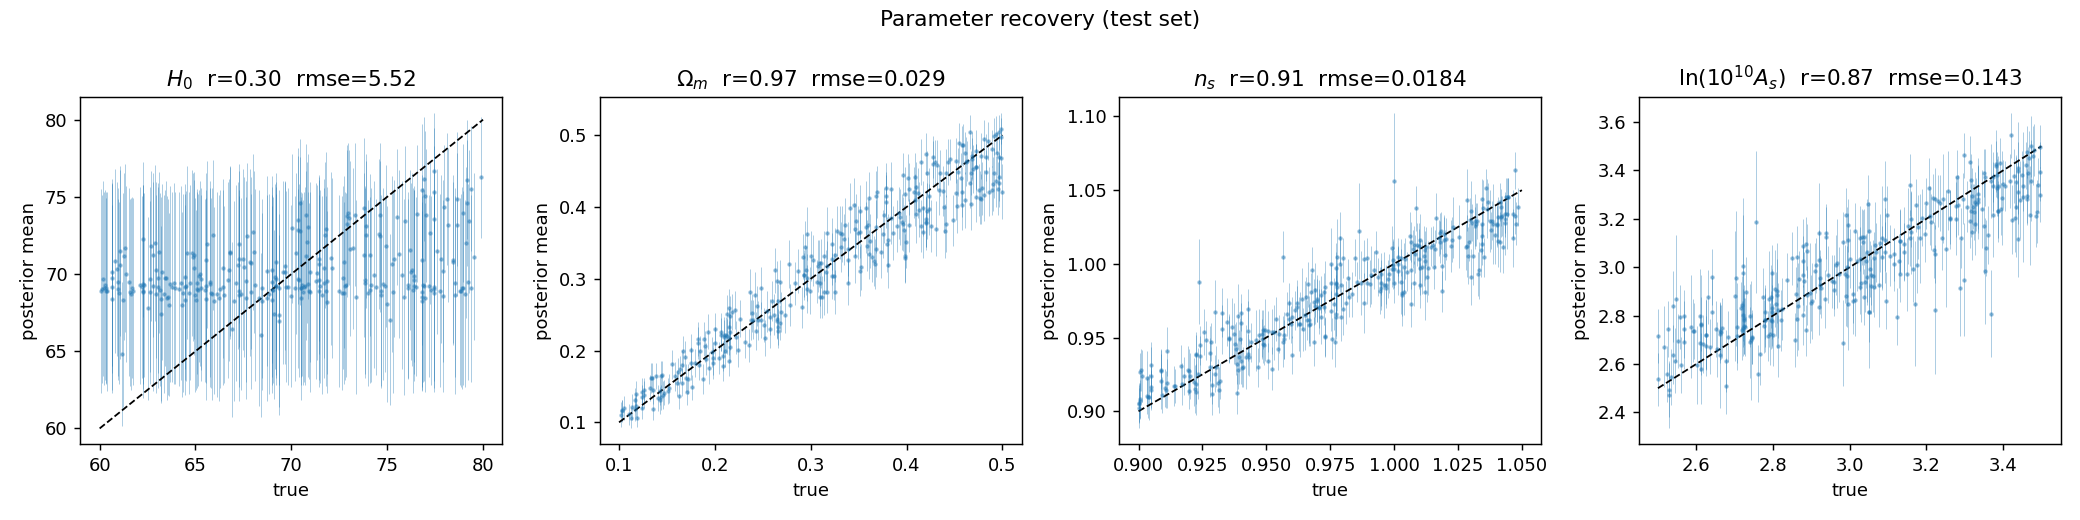 Parameter recovery (test set)
H₀ r=0.30 rmse=5.52
80
75
70
65
60
posterior mean
60 65 70 75 80
true
Ωₘ r=0.97 rmse=0.029
0.5
0.4
0.3
0.2
0.1
posterior mean
0.1 0.2 0.3 0.4 0.5
true
nₛ r=0.91 rmse=0.0184
1.10
1.05
1.00
0.95
0.90
posterior mean
0.900 0.925 0.950 0.975 1.000 1.025 1.050
true
ln(10¹⁰Aₛ) r=0.87 rmse=0.143
3.6
3.4
3.2
3.0
2.8
2.6
2.4
posterior mean
2.6 2.8 3.0 3.2 3.4
true